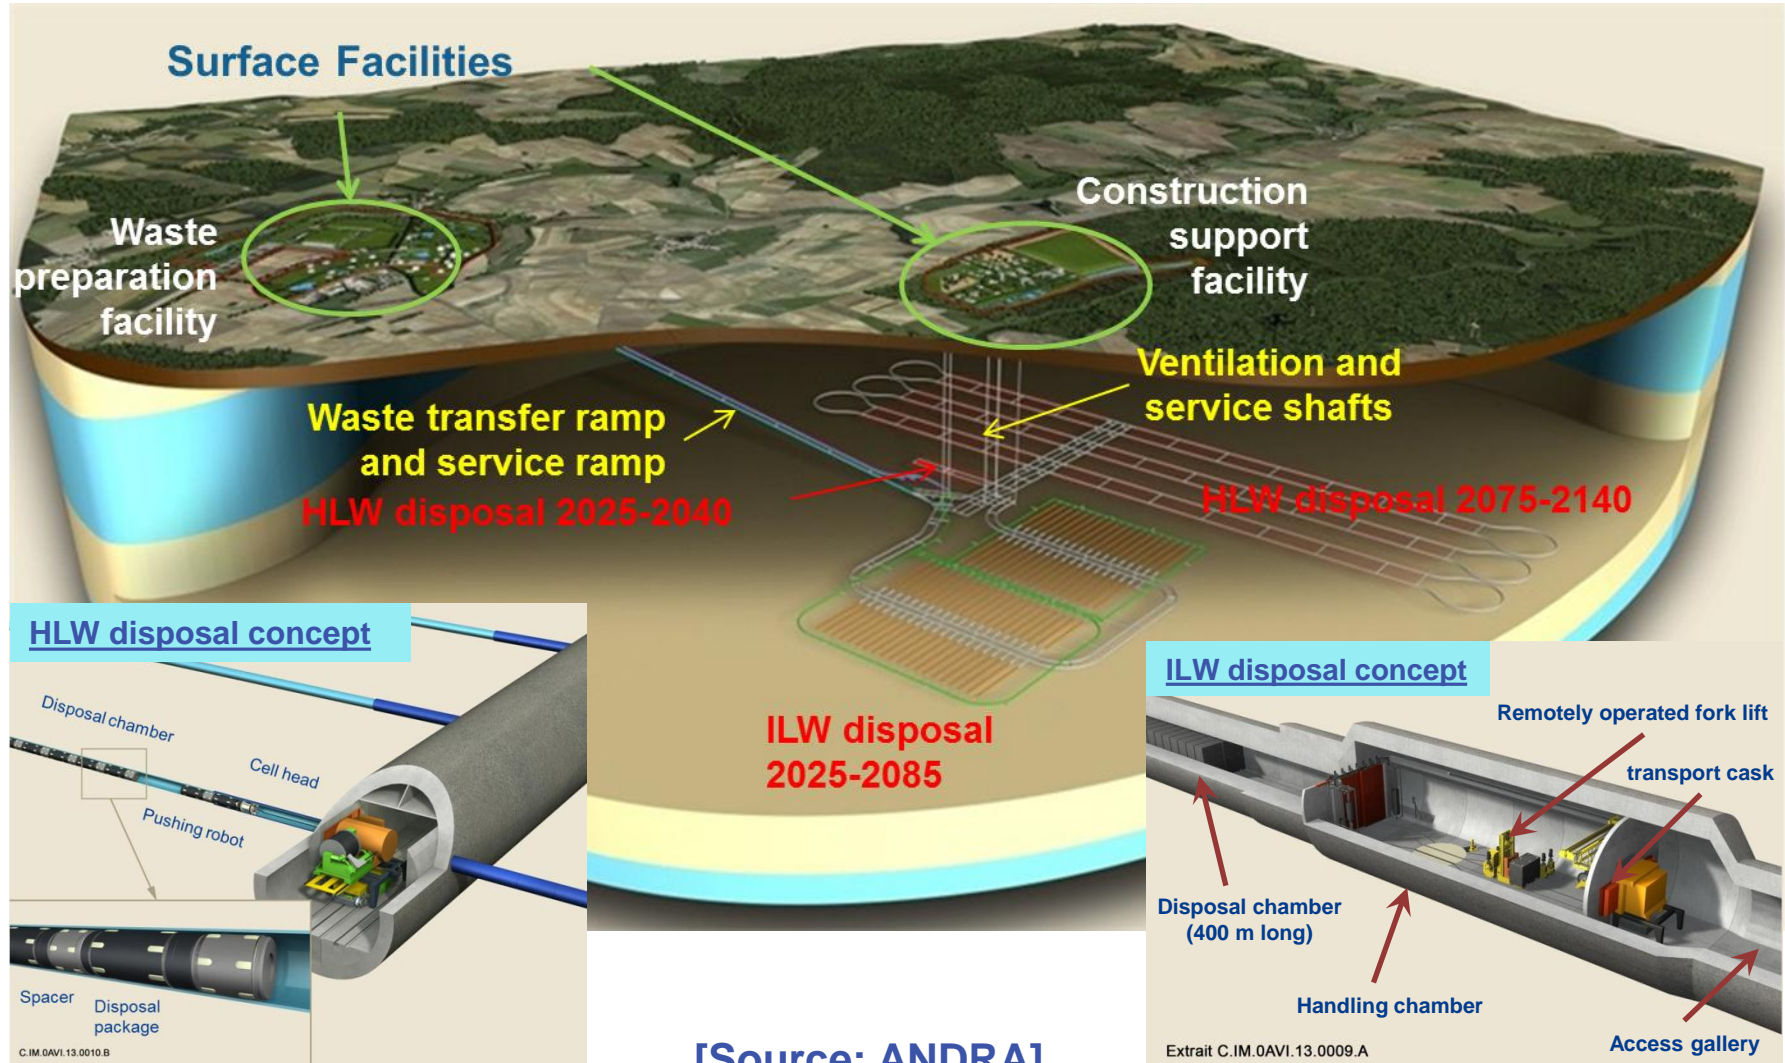 Surface Facilities
Waste
preparation
facility
Construction
support
facility
Ventilation and
service shafts
Waste transfer ramp
and service ramp
HLW disposal 2025-2040
HLW disposal 2075-2140
ILW disposal
2025-2085
HLW disposal concept
Disposal chamber
Cell head
Pushing robot
Spacer
Disposal
package
C.IM.0AVI.13.0010.B
ILW disposal concept
Remotely operated fork lift
transport cask
Disposal chamber
(400 m long)
Handling chamber
Access gallery
Extrait C.IM.0AVI.13.0009.A
[Source: ANDRA]